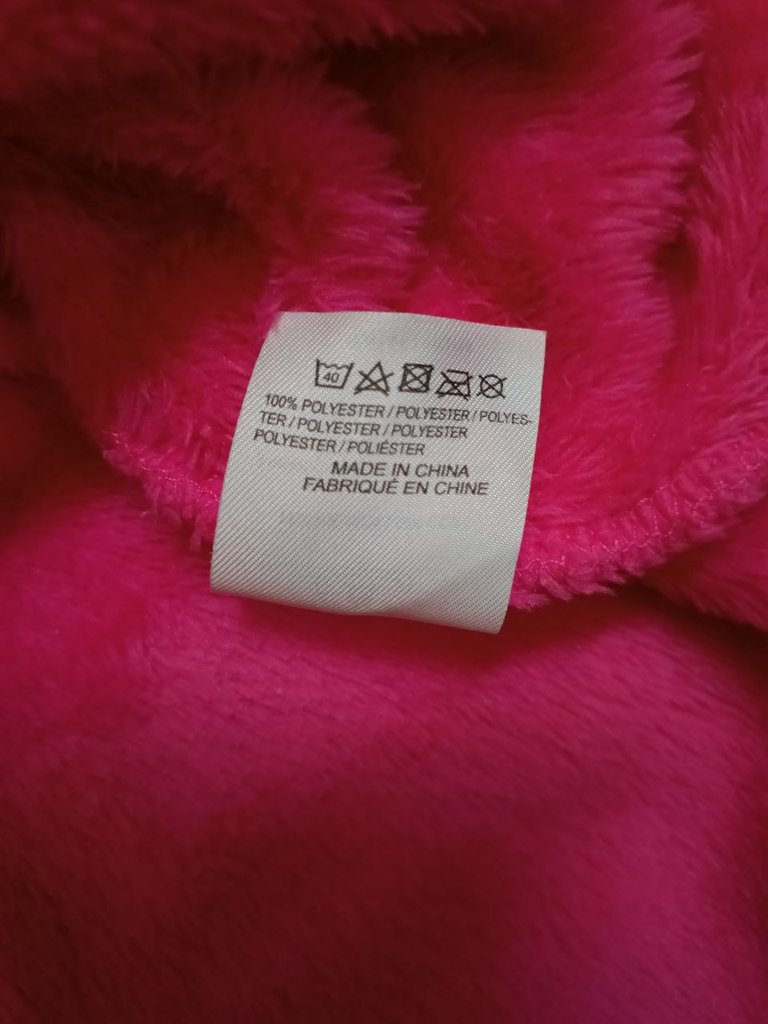 40
100% POLYESTER / POLYESTER / POLYES-
TER / POLYESTER / POLYESTER
POLYESTER / POLIÉSTER
MADE IN CHINA
FABRIQUÉ EN CHINE